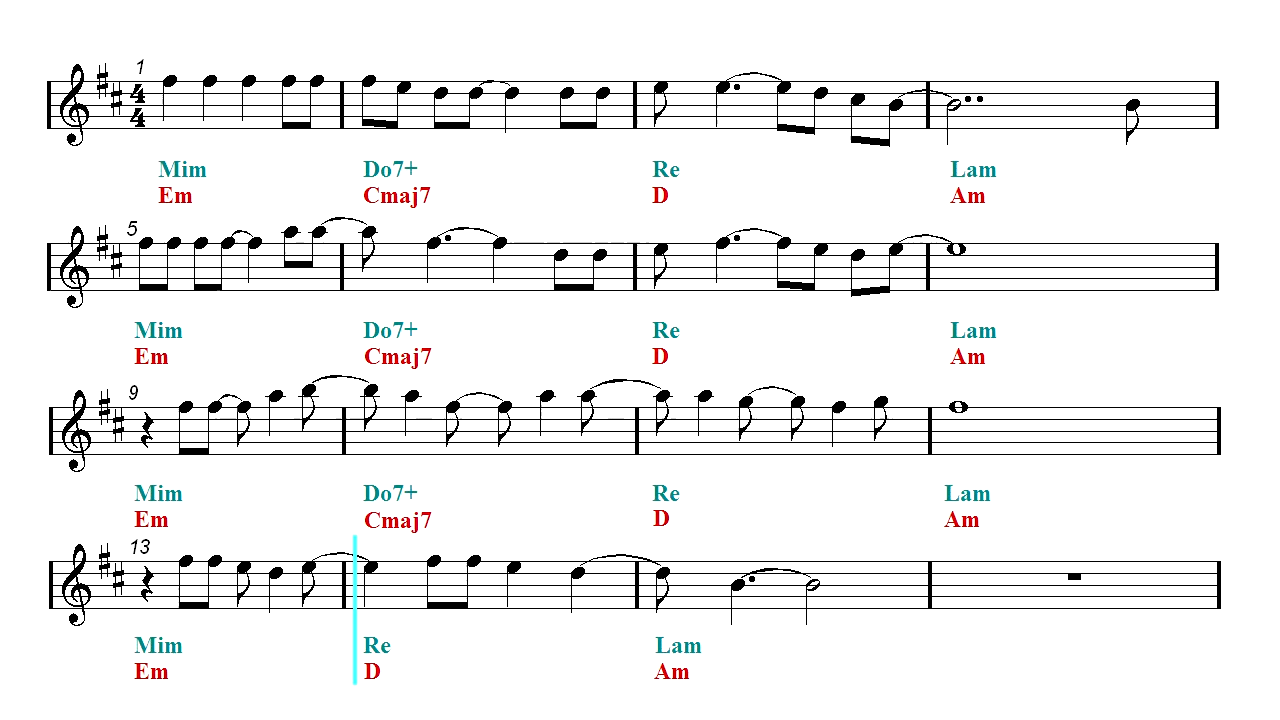 1
4
4
Mim Do7+ Re Lam
Em Cmaj7 D Am
5
Mim Do7+ Re Lam
Em Cmaj7 D Am
9
Mim Do7+ Re Lam
Em Cmaj7 D Am
13
Mim Re Lam
Em D Am